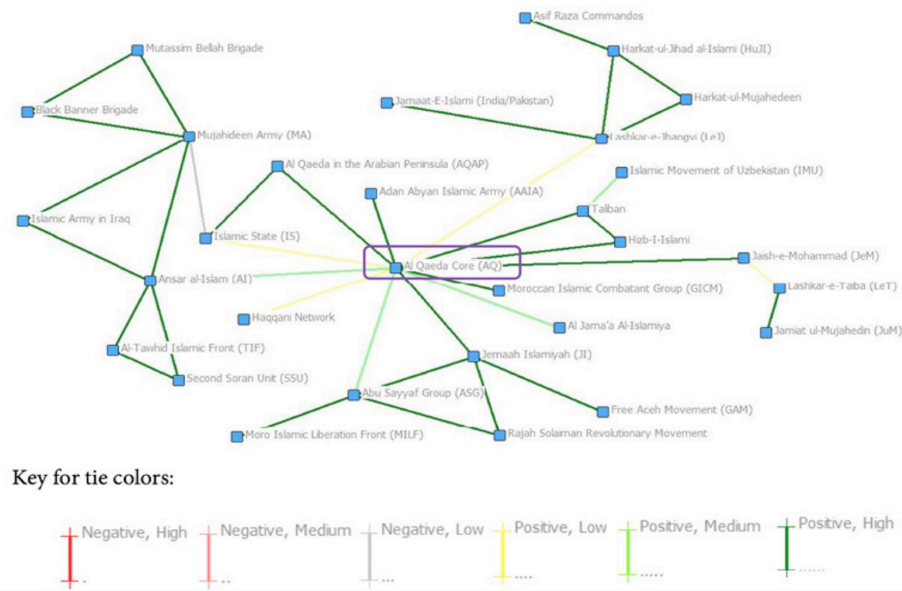 Asif Raza Commandos
Mutassim Bellah Brigade
Harkat-ul-Jihad al-Islami (HuJI)
Harkat-ul-Mujahedeen
Jamaat-E-Islami (India/Pakistan)
Black Banner Brigade
Mujahideen Army (MA)
Lashkar-e-Jhangvi (LeJ)
Al Qaeda in the Arabian Peninsula (AQAP)
Islamic Movement of Uzbekistan (IMU)
Adan Abyan Islamic Army (AAIA)
Taliban
Islamic Army in Iraq
Islamic State (IS)
Hizb-I-Islami
Al Qaeda Core (AQ)
Jaish-e-Mohammad (JeM)
Ansar al-Islam (AI)
Moroccan Islamic Combatant Group (GICM)
Lashkar-e-Taiba (LeT)
Haqqani Network
Al Jama'a Al-Islamiya
Jamiat ul-Mujahedin (JuM)
Al-Tawhid Islamic Front (TIF)
Jemaah Islamiyah (JI)
Second Soran Unit (SSU)
Abu Sayyaf Group (ASG)
Free Aceh Movement (GAM)
Moro Islamic Liberation Front (MILF)
Rajah Solaiman Revolutionary Movement
Key for tie colors:
Negative, High
Negative, Medium
Negative, Low
Positive, Low
Positive, Medium
Positive, High